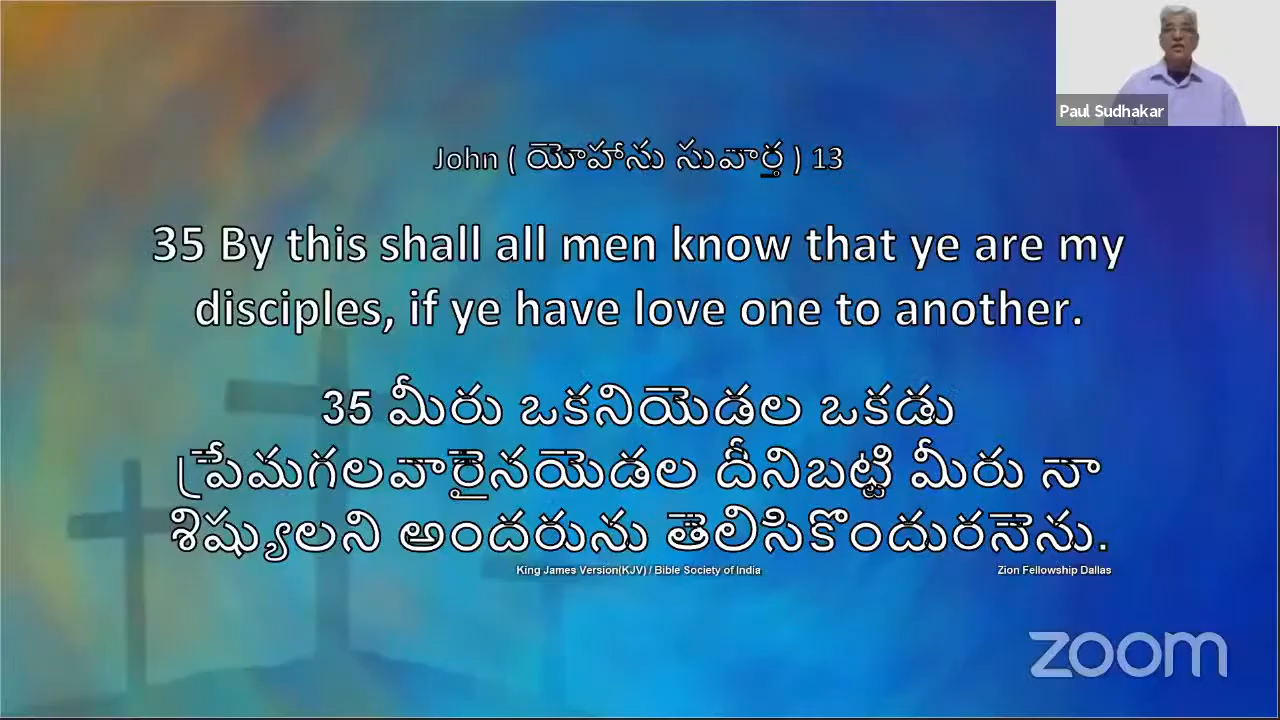 Paul Sudhakar
John ( యోహాను సువార్త ) 13
35 By this shall all men know that ye are my
disciples, if ye have love one to another.
35 మీరు ఒకనియెడల ఒకడు
ప్రేమగలవారైనయెడల దీనిబట్టి మీరు నా
శిష్యులని అందరును తెలిసికొందురనెను.
King James Version(KJV) / Bible Society of India
Zion Fellowship Dallas
zoom